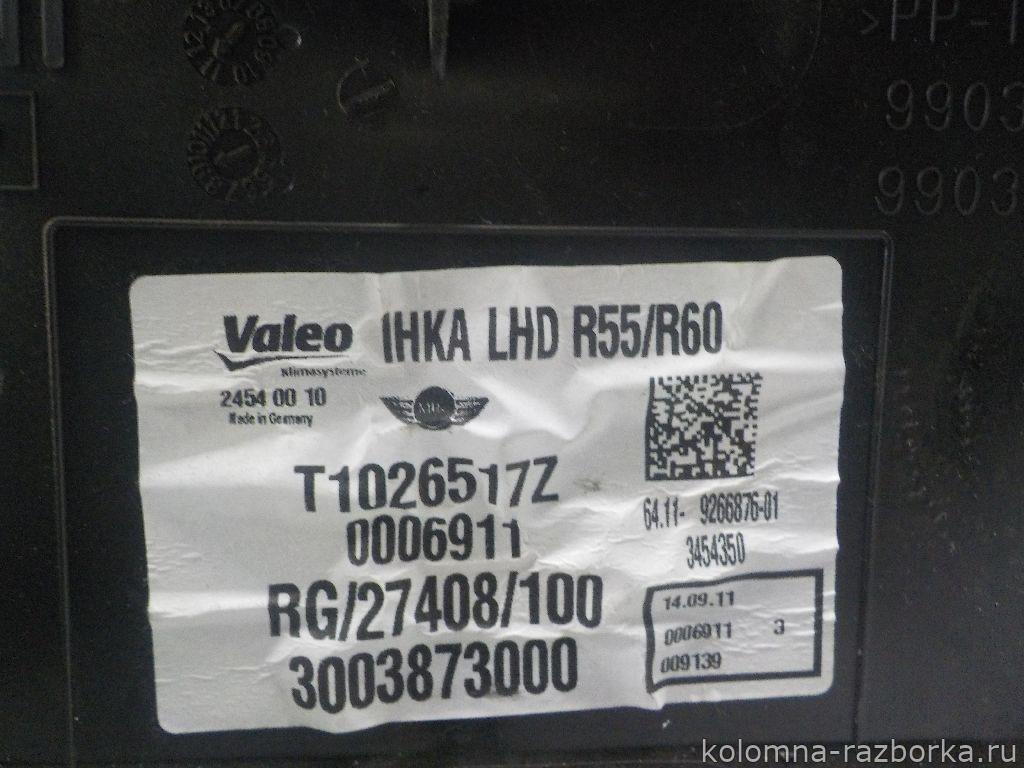 >PP-
9903
9903
Valeo IHKA LHD R55/R60
Klimasysteme
2454 00 10
Made in Germany
T1026517Z
0006911
64.11- 9266876-01
3454350
RG/27408/100
3003873000
14.09.11
0006911 3
009139
kolomna-razborka.ru